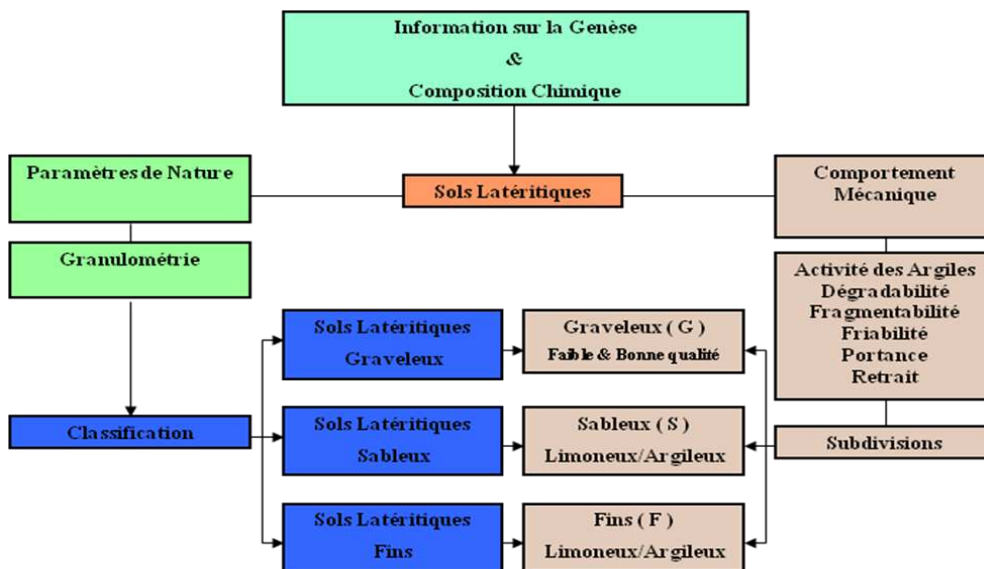 Information sur la Genèse
&
Composition Chimique
Paramètres de Nature
Sols Latéritiques
Comportement
Mécanique
Granulométrie
Activité des Argiles
Dégradabilité
Fragmentabilité
Friabilité
Portance
Retrait
Sols Latéritiques
Graveleux
Graveleux ( G )
Faible & Bonne qualité
Classification
Sols Latéritiques
Sableux
Sableux ( S )
Limoneux/Argileux
Subdivisions
Sols Latéritiques
Fins
Fins ( F )
Limoneux/Argileux